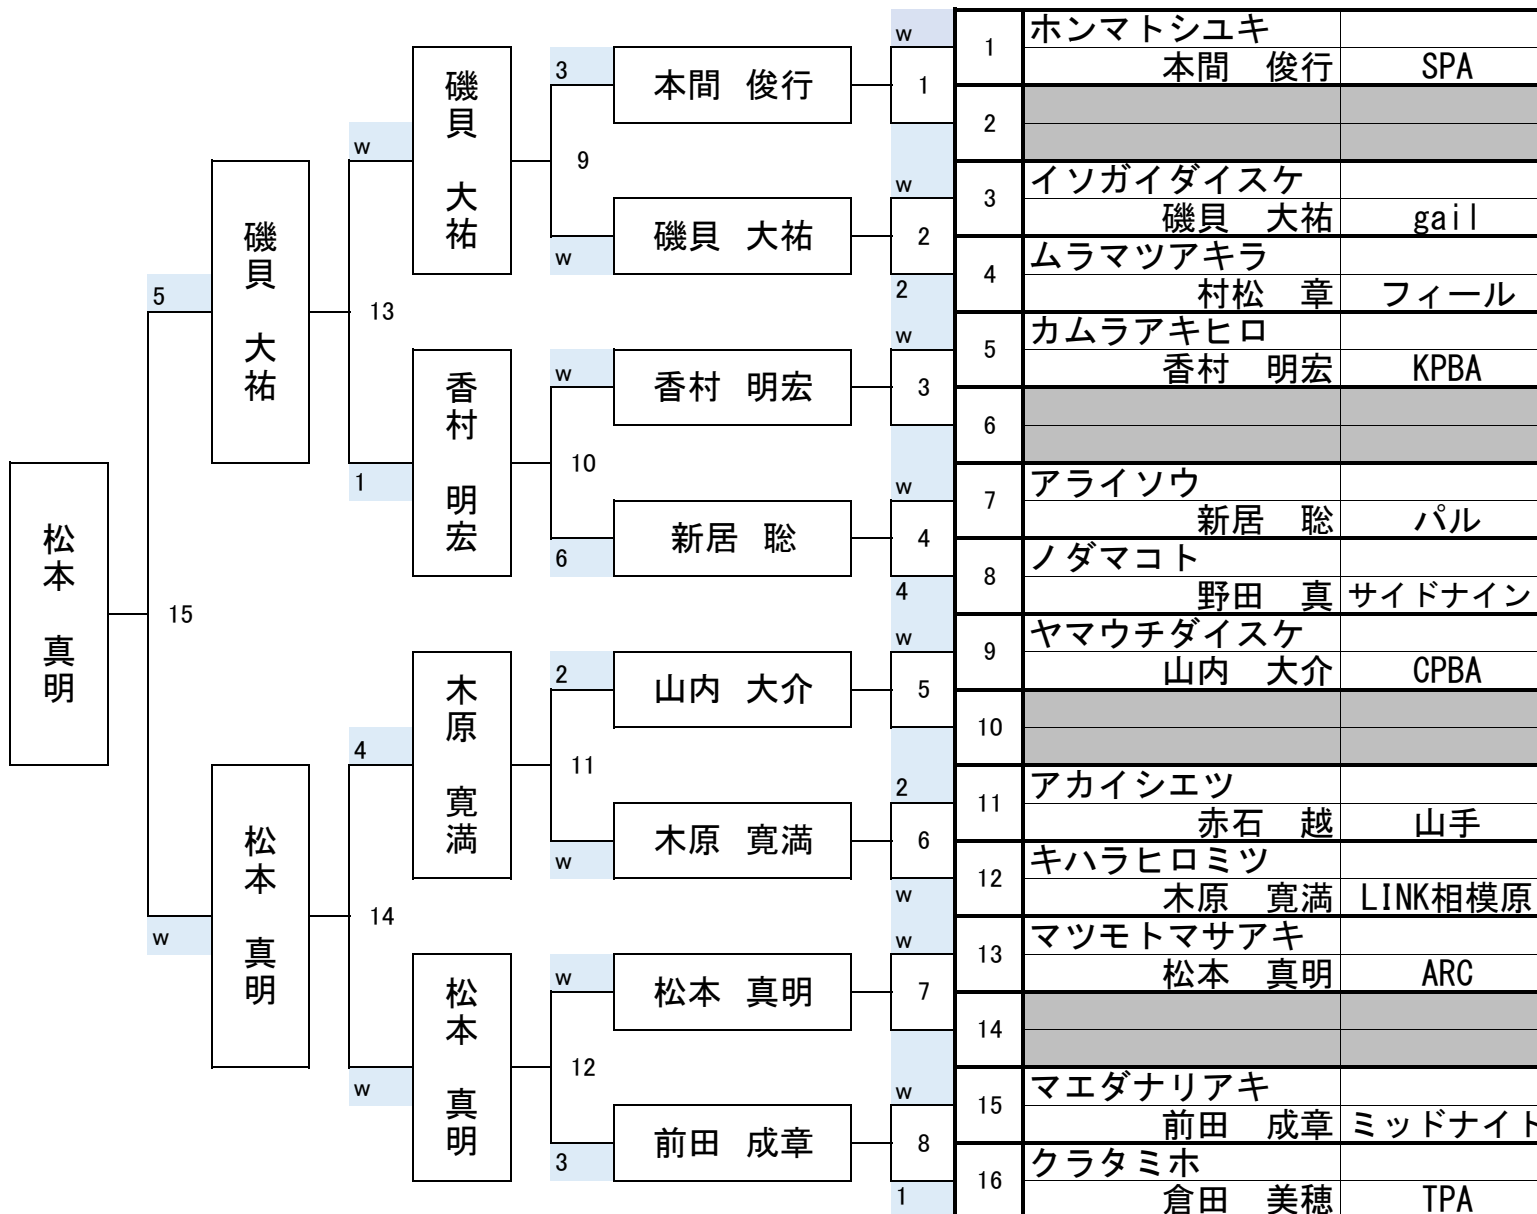 w
1 ホンマトシユキ
本間 俊行 SPA
1
2
w
3 イソガイダイスケ
磯貝 大祐 gail
2
4 ムラマツアキラ
2
村松 章 フィール
w
5 カムラアキヒロ
香村 明宏 KPBA
3
6
w
7 アライソウ
新居 聡 パル
4
8 ノダマコト
4
野田 真 サイドナイン
w
9 ヤマウチダイスケ
山内 大介 CPBA
5
10
2
11 アカイシエツ
赤石 越 山手
6
12 キハラヒロミツ
w
木原 寛満 LINK相模原
w
13 マツモトマサアキ
松本 真明 ARC
7
14
w
15 マエダナリアキ
前田 成章 ミッドナイト
8
16 クラタミホ
1
倉田 美穂 TPA
3
本間 俊行
9
磯貝 大祐
w
w
香村 明宏
10
新居 聡
6
2
山内 大介
11
木原 寛満
w
w
松本 真明
12
前田 成章
3
w
磯貝 大祐
13
香村 明宏
1
4
木原 寛満
14
松本 真明
w
5
磯貝 大祐
15
松本 真明
w
松本 真明